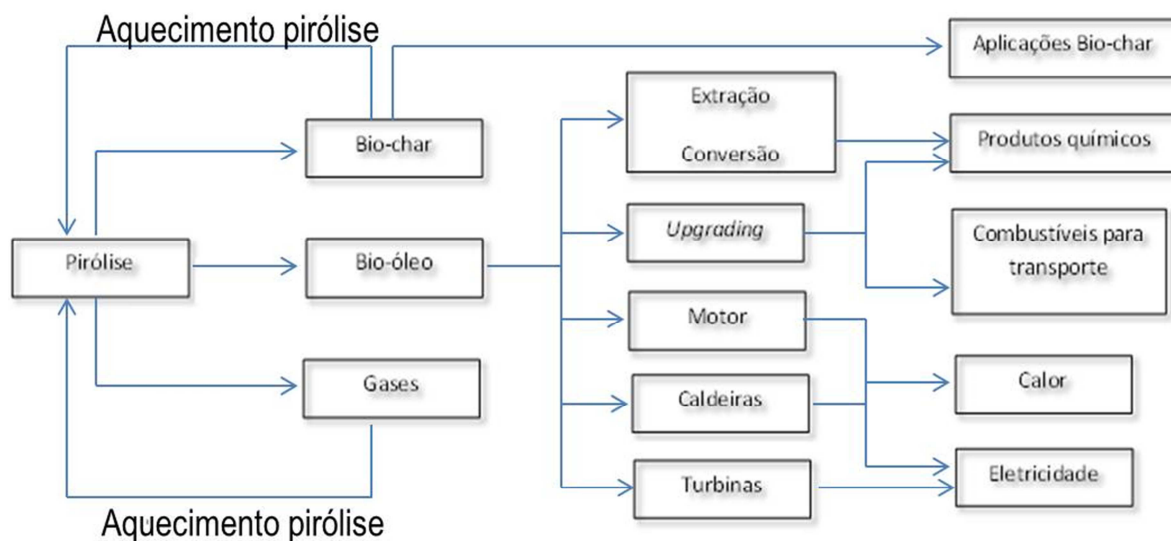 Aquecimento pirólise
Aplicações Bio-char
Extração
Conversão
Bio-char
Produtos químicos
Upgrading
Combustíveis para
transporte
Pirólise
Bio-óleo
Motor
Gases
Caldeiras
Calor
Turbinas
Eletricidade
Aquecimento pirólise